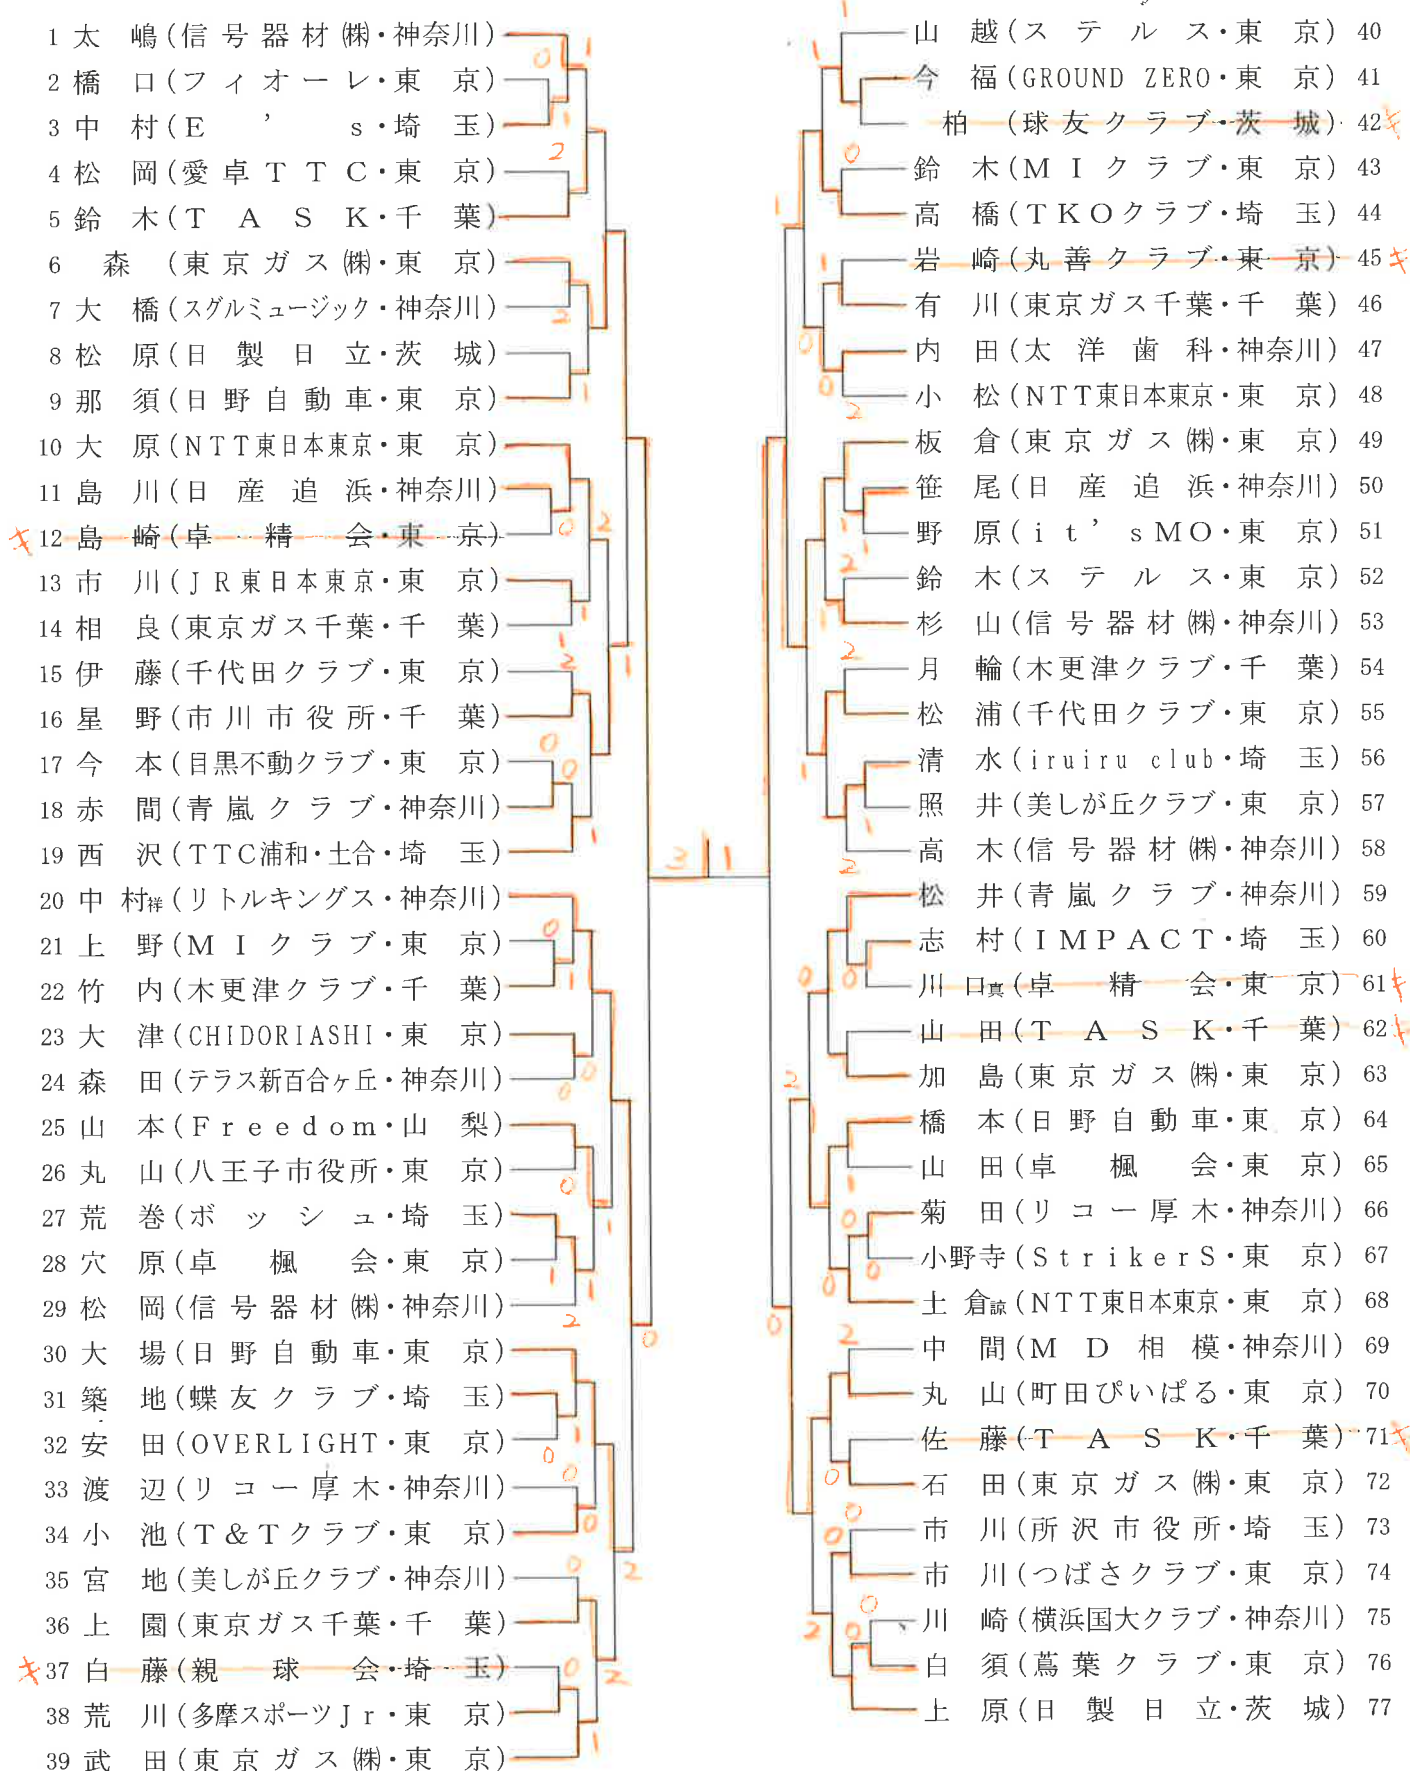 1 太 嶋(信号器材㈱・神奈川)
2 橋 口(フィオーレ・東 京)
3 中 村(E ' s・埼 玉)
4 松 岡(愛卓TTC・東 京)
5 鈴 木(T A S K・千 葉)
6 森 (東京ガス㈱・東 京)
7 大 橋(スグルミュージック・神奈川)
8 松 原(日製日立・茨 城)
9 那 須(日野自動車・東 京)
10 大 原(NTT東日本東京・東 京)
11 島 川(日産追浜・神奈川)
12 島 崎(卓 精 会・東 京)
13 市 川(JR東日本東京・東 京)
14 相 良(東京ガス千葉・千 葉)
15 伊 藤(千代田クラブ・東 京)
16 星 野(市川市役所・千 葉)
17 今 本(目黒不動クラブ・東 京)
18 赤 間(青嵐クラブ・神奈川)
19 西 沢(TTC浦和・土合・埼 玉)
20 中 村祥(リトルキングス・神奈川)
21 上 野(MIクラブ・東 京)
22 竹 内(木更津クラブ・千 葉)
23 大 津(CHIDORIASHI・東 京)
24 森 田(テラス新百合ヶ丘・神奈川)
25 山 本(Freedom・山 梨)
26 丸 山(八王子市役所・東 京)
27 荒 巻(ボッシュ・埼 玉)
28 穴 原(卓 楓 会・東 京)
29 松 岡(信号器材㈱・神奈川)
30 大 場(日野自動車・東 京)
31 築 地(蝶友クラブ・埼 玉)
32 安 田(OVERLIGHT・東 京)
33 渡 辺(リコー厚木・神奈川)
34 小 池(T&Tクラブ・東 京)
35 宮 地(美しが丘クラブ・神奈川)
36 上 園(東京ガス千葉・千 葉)
37 白 藤(親 球 会・埼 玉)
38 荒 川(多摩スポーツJr・東 京)
39 武 田(東京ガス㈱・東 京)
3 1
山 越(ステルス・東 京) 40
今 福(GROUND ZERO・東 京) 41
柏 (球友クラブ・茨 城) 42
鈴 木(MIクラブ・東 京) 43
高 橋(TKOクラブ・埼 玉) 44
岩 崎(丸善クラブ・東 京) 45
有 川(東京ガス千葉・千 葉) 46
内 田(太洋歯科・神奈川) 47
小 松(NTT東日本東京・東 京) 48
板 倉(東京ガス㈱・東 京) 49
笹 尾(日産追浜・神奈川) 50
野 原(it'sMO・東 京) 51
鈴 木(ステルス・東 京) 52
杉 山(信号器材㈱・神奈川) 53
月 輪(木更津クラブ・千 葉) 54
松 浦(千代田クラブ・東 京) 55
清 水(iruiru club・埼 玉) 56
照 井(美しが丘クラブ・東 京) 57
高 木(信号器材㈱・神奈川) 58
松 井(青嵐クラブ・神奈川) 59
志 村(IMPACT・埼 玉) 60
川 口真(卓 精 会・東 京) 61
山 田(T A S K・千 葉) 62
加 島(東京ガス㈱・東 京) 63
橋 本(日野自動車・東 京) 64
山 田(卓 楓 会・東 京) 65
菊 田(リコー厚木・神奈川) 66
小野寺(StrikerS・東 京) 67
土 倉諒(NTT東日本東京・東 京) 68
中 間(MD相模・神奈川) 69
丸 山(町田ぴいぱる・東 京) 70
佐 藤(T A S K・千 葉) 71
石 田(東京ガス㈱・東 京) 72
市 川(所沢市役所・埼 玉) 73
市 川(つばさクラブ・東 京) 74
川 崎(横浜国大クラブ・神奈川) 75
白 須(蔦葉クラブ・東 京) 76
上 原(日製日立・茨 城) 77